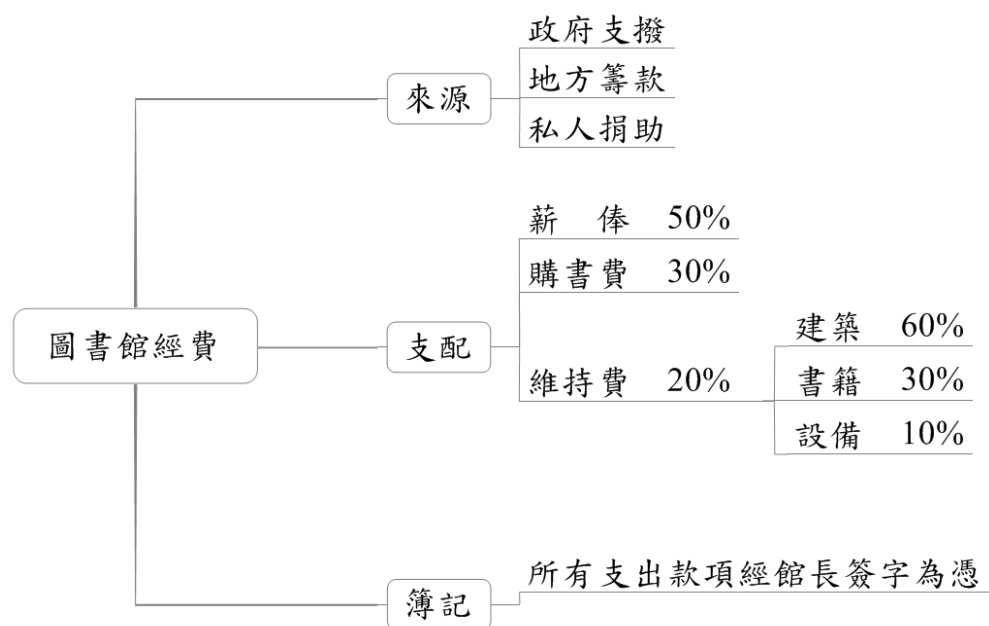 圖書館經費
來源
政府支撥
地方籌款
私人捐助
支配
薪 俸 50%
購書費 30%
維持費 20%
建築 60%
書籍 30%
設備 10%
簿記
所有支出款項經館長簽字為憑